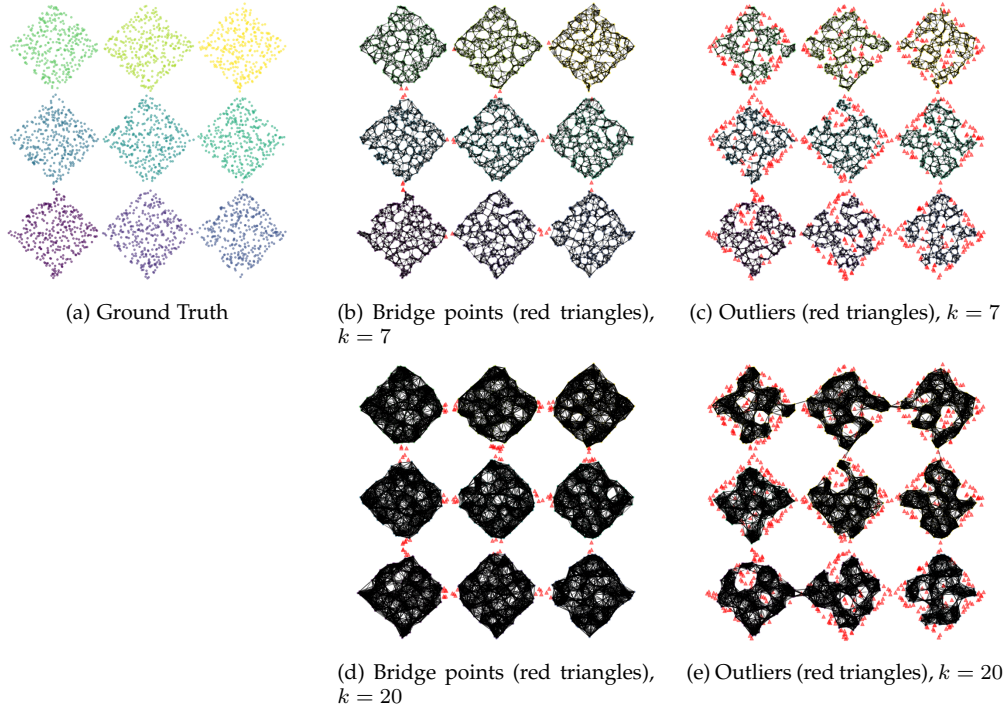 (a) Ground Truth
(b) Bridge points (red triangles),
k = 7
(c) Outliers (red triangles), k = 7
(d) Bridge points (red triangles),
k = 20
(e) Outliers (red triangles), k = 20